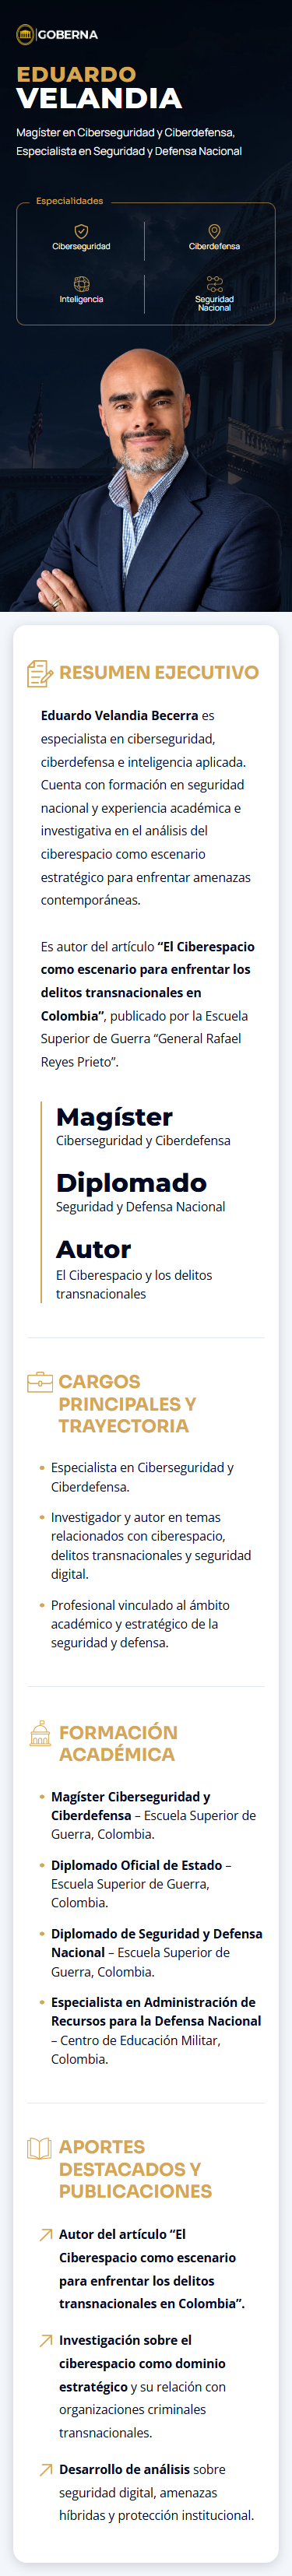 GOBERNA
EDUARDO
VELANDIA
Magíster en Ciberseguridad y Ciberdefensa,
Especialista en Seguridad y Defensa Nacional
Especialidades
Ciberseguridad
Ciberdefensa
Inteligencia
Seguridad
Nacional
RESUMEN EJECUTIVO
Eduardo Velandia Becerra es
especialista en ciberseguridad,
ciberdefensa e inteligencia aplicada.
Cuenta con formación en seguridad
nacional y experiencia académica e
investigativa en el análisis del
ciberespacio como escenario
estratégico para enfrentar amenazas
contemporáneas.
Es autor del artículo “El Ciberespacio
como escenario para enfrentar los
delitos transnacionales en
Colombia”, publicado por la Escuela
Superior de Guerra “General Rafael
Reyes Prieto”.
Magíster
Ciberseguridad y Ciberdefensa
Diplomado
Seguridad y Defensa Nacional
Autor
El Ciberespacio y los delitos
transnacionales
CARGOS
PRINCIPALES Y
TRAYECTORIA
• Especialista en Ciberseguridad y
Ciberdefensa.
• Investigador y autor en temas
relacionados con ciberespacio,
delitos transnacionales y seguridad
digital.
• Profesional vinculado al ámbito
académico y estratégico de la
seguridad y defensa.
FORMACIÓN
ACADÉMICA
• Magíster Ciberseguridad y
Ciberdefensa – Escuela Superior de
Guerra, Colombia.
• Diplomado Oficial de Estado –
Escuela Superior de Guerra,
Colombia.
• Diplomado de Seguridad y Defensa
Nacional – Escuela Superior de
Guerra, Colombia.
• Especialista en Administración de
Recursos para la Defensa Nacional
– Centro de Educación Militar,
Colombia.
APORTES
DESTACADOS Y
PUBLICACIONES
Autor del artículo “El
Ciberespacio como escenario
para enfrentar los delitos
transnacionales en Colombia”.
Investigación sobre el
ciberespacio como dominio
estratégico y su relación con
organizaciones criminales
transnacionales.
Desarrollo de análisis sobre
seguridad digital, amenazas
híbridas y protección institucional.